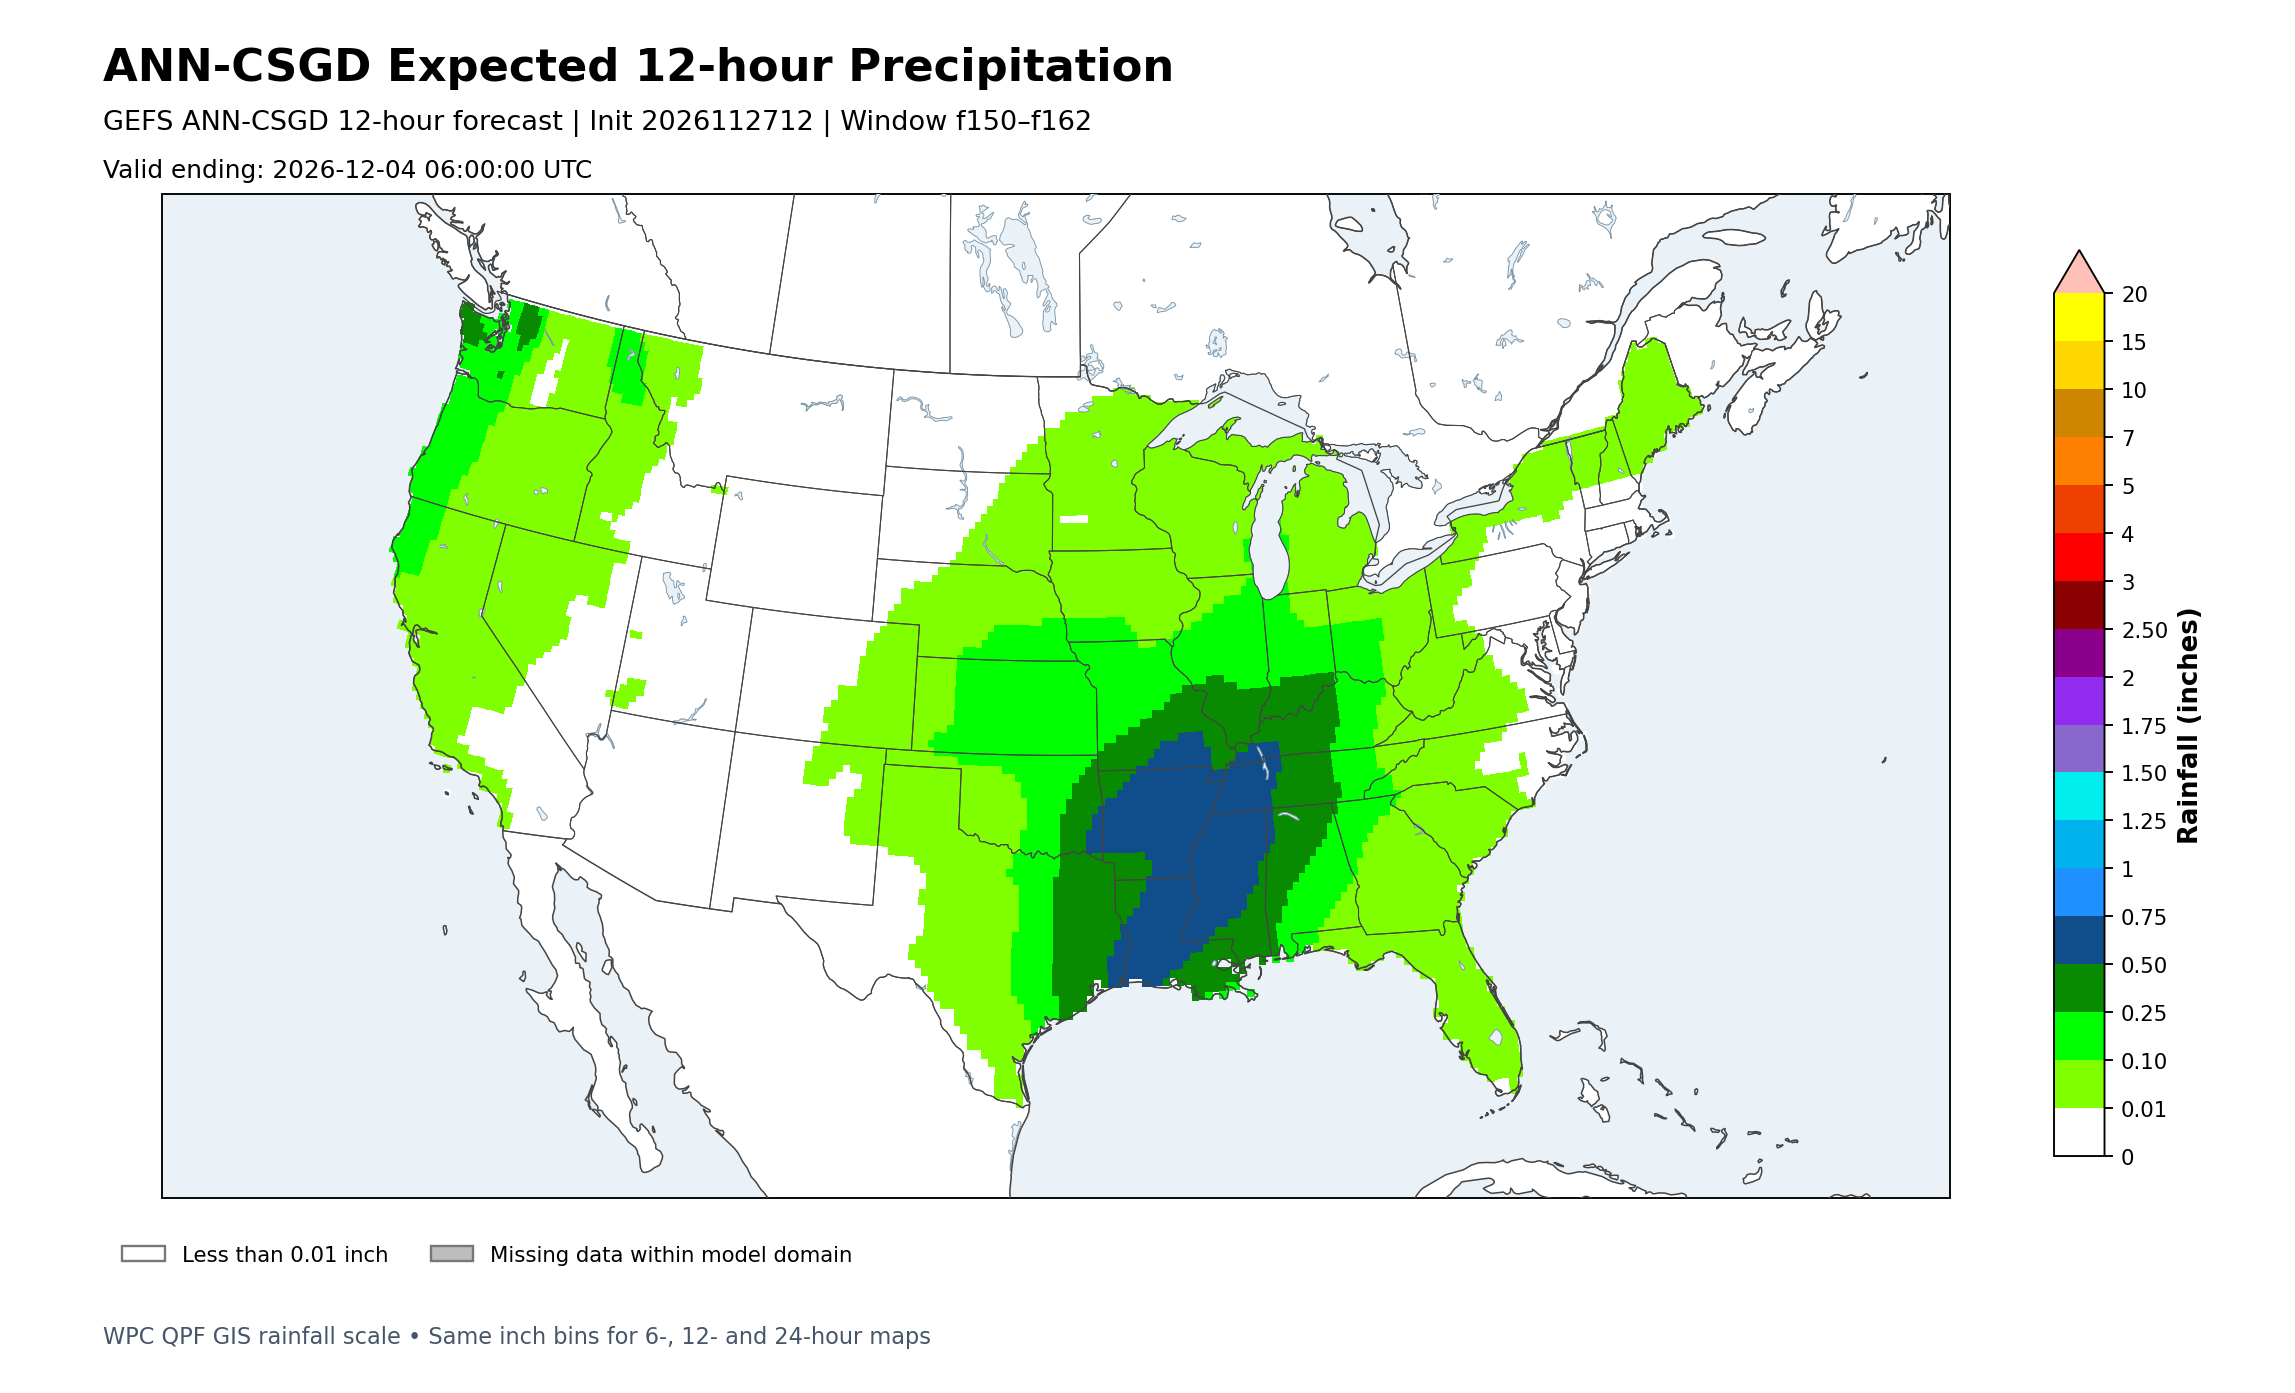 ANN-CSGD Expected 12-hour Precipitation
GEFS ANN-CSGD 12-hour forecast | Init 2026112712 | Window f150–f162
Valid ending: 2026-12-04 06:00:00 UTC
20
15
10
7
5
4
3
2.50
2
1.75
1.50
1.25
1
0.75
0.50
0.25
0.10
0.01
0
Rainfall (inches)
Less than 0.01 inch
Missing data within model domain
WPC QPF GIS rainfall scale • Same inch bins for 6-, 12- and 24-hour maps